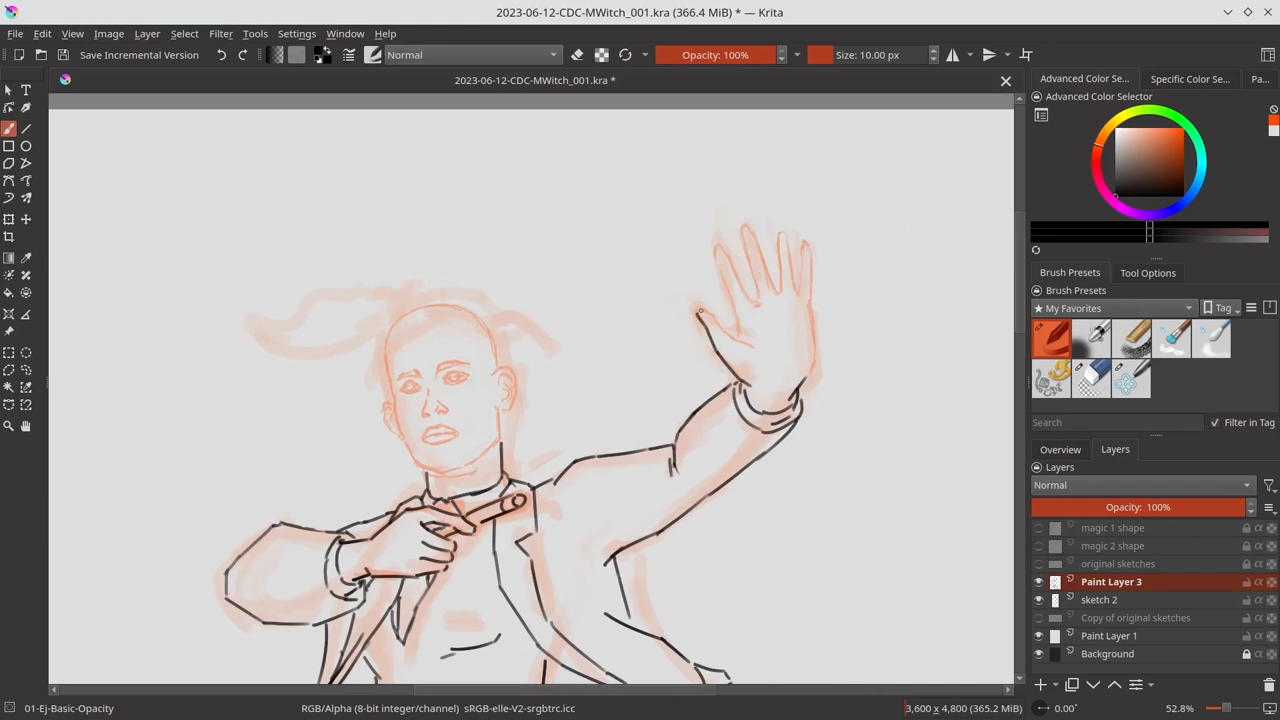 2023-06-12-CDC-MWitch_001.kra (366.4 MiB) * — Krita
File Edit View Image Layer Select Filter Tools Settings Window Help
Save Incremental Version Normal Opacity: 100% Size: 10.00 px
2023-06-12-CDC-MWitch_001.kra *
Advanced Color Se... Specific Color Se... Pa...
Advanced Color Selector
Brush Presets Tool Options
Brush Presets
★ My Favorites Tag
Search Filter in Tag
Overview Layers
Layers
Normal
Opacity: 100%
magic 1 shape
magic 2 shape
original sketches
Paint Layer 3
sketch 2
Copy of original sketches
Paint Layer 1
Background
01-Ej-Basic-Opacity RGB/Alpha (8-bit integer/channel) sRGB-elle-V2-srgbtrc.icc 3,600 x 4,800 (365.2 MiB) 0.00° 52.8%